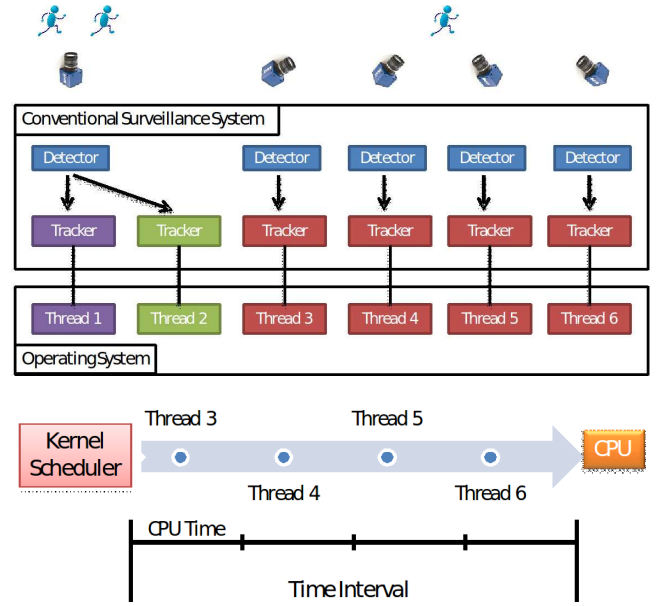 Conventional Surveillance System
Detector
Detector
Detector
Detector
Detector
Tracker
Tracker
Tracker
Tracker
Tracker
Tracker
Thread 1
Thread 2
Thread 3
Thread 4
Thread 5
Thread 6
Operating System
Thread 3
Thread 5
Kernel
Scheduler
CPU
Thread 4
Thread 6
CPU Time
Time Interval